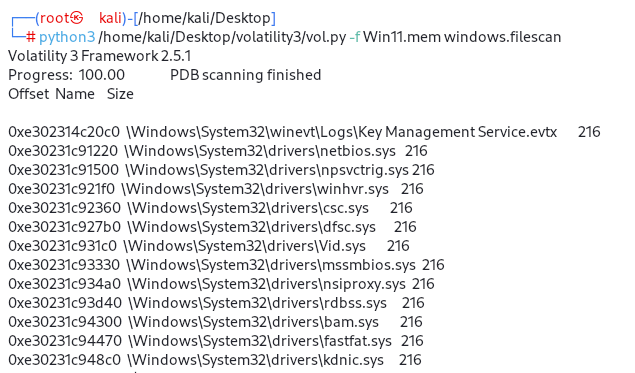 ┌──(root㉿kali)-[/home/kali/Desktop]
└─# python3 /home/kali/Desktop/volatility3/vol.py -f Win11.mem windows.filescan
Volatility 3 Framework 2.5.1
Progress: 100.00 PDB scanning finished
Offset Name Size
0xe302314c20c0 \Windows\System32\winevt\Logs\Key Management Service.evtx 216
0xe30231c91220 \Windows\System32\drivers\netbios.sys 216
0xe30231c91500 \Windows\System32\drivers\npsvctrig.sys 216
0xe30231c921f0 \Windows\System32\drivers\winhvr.sys 216
0xe30231c92360 \Windows\System32\drivers\csc.sys 216
0xe30231c927b0 \Windows\System32\drivers\dfsc.sys 216
0xe30231c931c0 \Windows\System32\drivers\Vid.sys 216
0xe30231c93330 \Windows\System32\drivers\mssmbios.sys 216
0xe30231c934a0 \Windows\System32\drivers\nsiproxy.sys 216
0xe30231c93d40 \Windows\System32\drivers\rdbss.sys 216
0xe30231c94300 \Windows\System32\drivers\bam.sys 216
0xe30231c94470 \Windows\System32\drivers\fastfat.sys 216
0xe30231c948c0 \Windows\System32\drivers\kdnic.sys 216